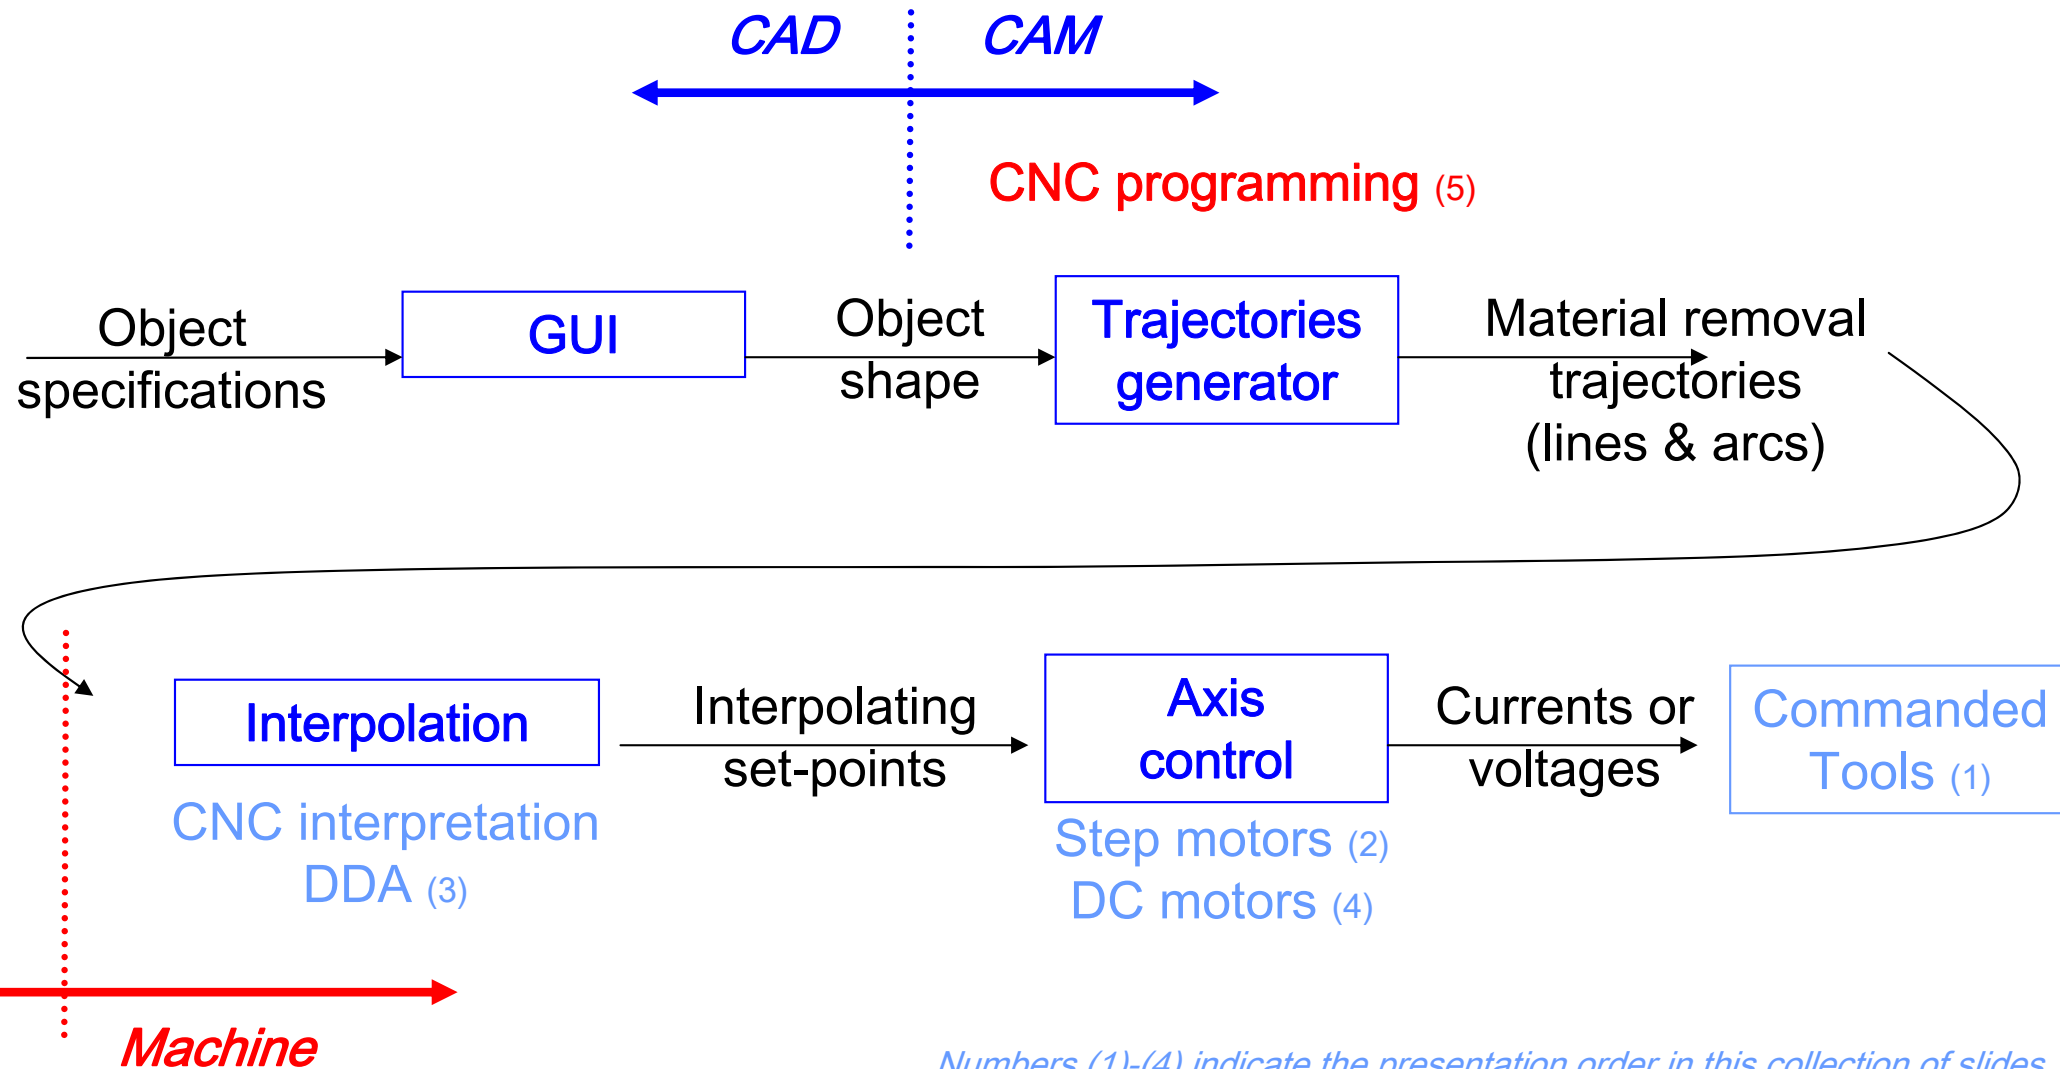 CAD
CAM
CNC programming (5)
Object
specifications
GUI
Object
shape
Trajectories
generator
Material removal
trajectories
(lines & arcs)
Interpolation
CNC interpretation
DDA (3)
Interpolating
set-points
Axis
control
Step motors (2)
DC motors (4)
Currents or
voltages
Commanded
Tools (1)
Machine
Numbers (1)-(4) indicate the presentation order in this collection of slides